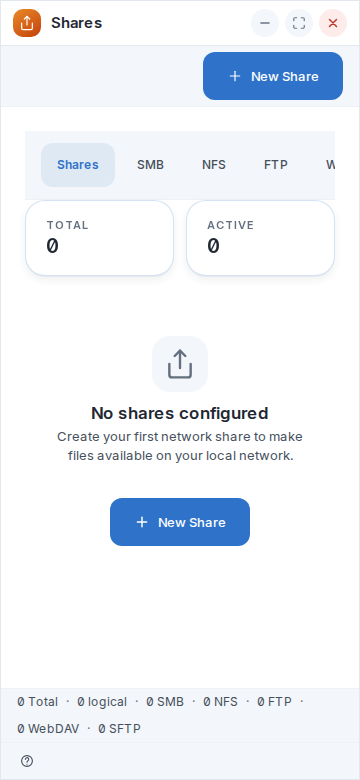 Shares
New Share
Shares SMB NFS FTP
TOTAL ACTIVE
0 0
No shares configured
Create your first network share to make
files available on your local network.
New Share
0 Total · 0 logical · 0 SMB · 0 NFS · 0 FTP ·
0 WebDAV · 0 SFTP